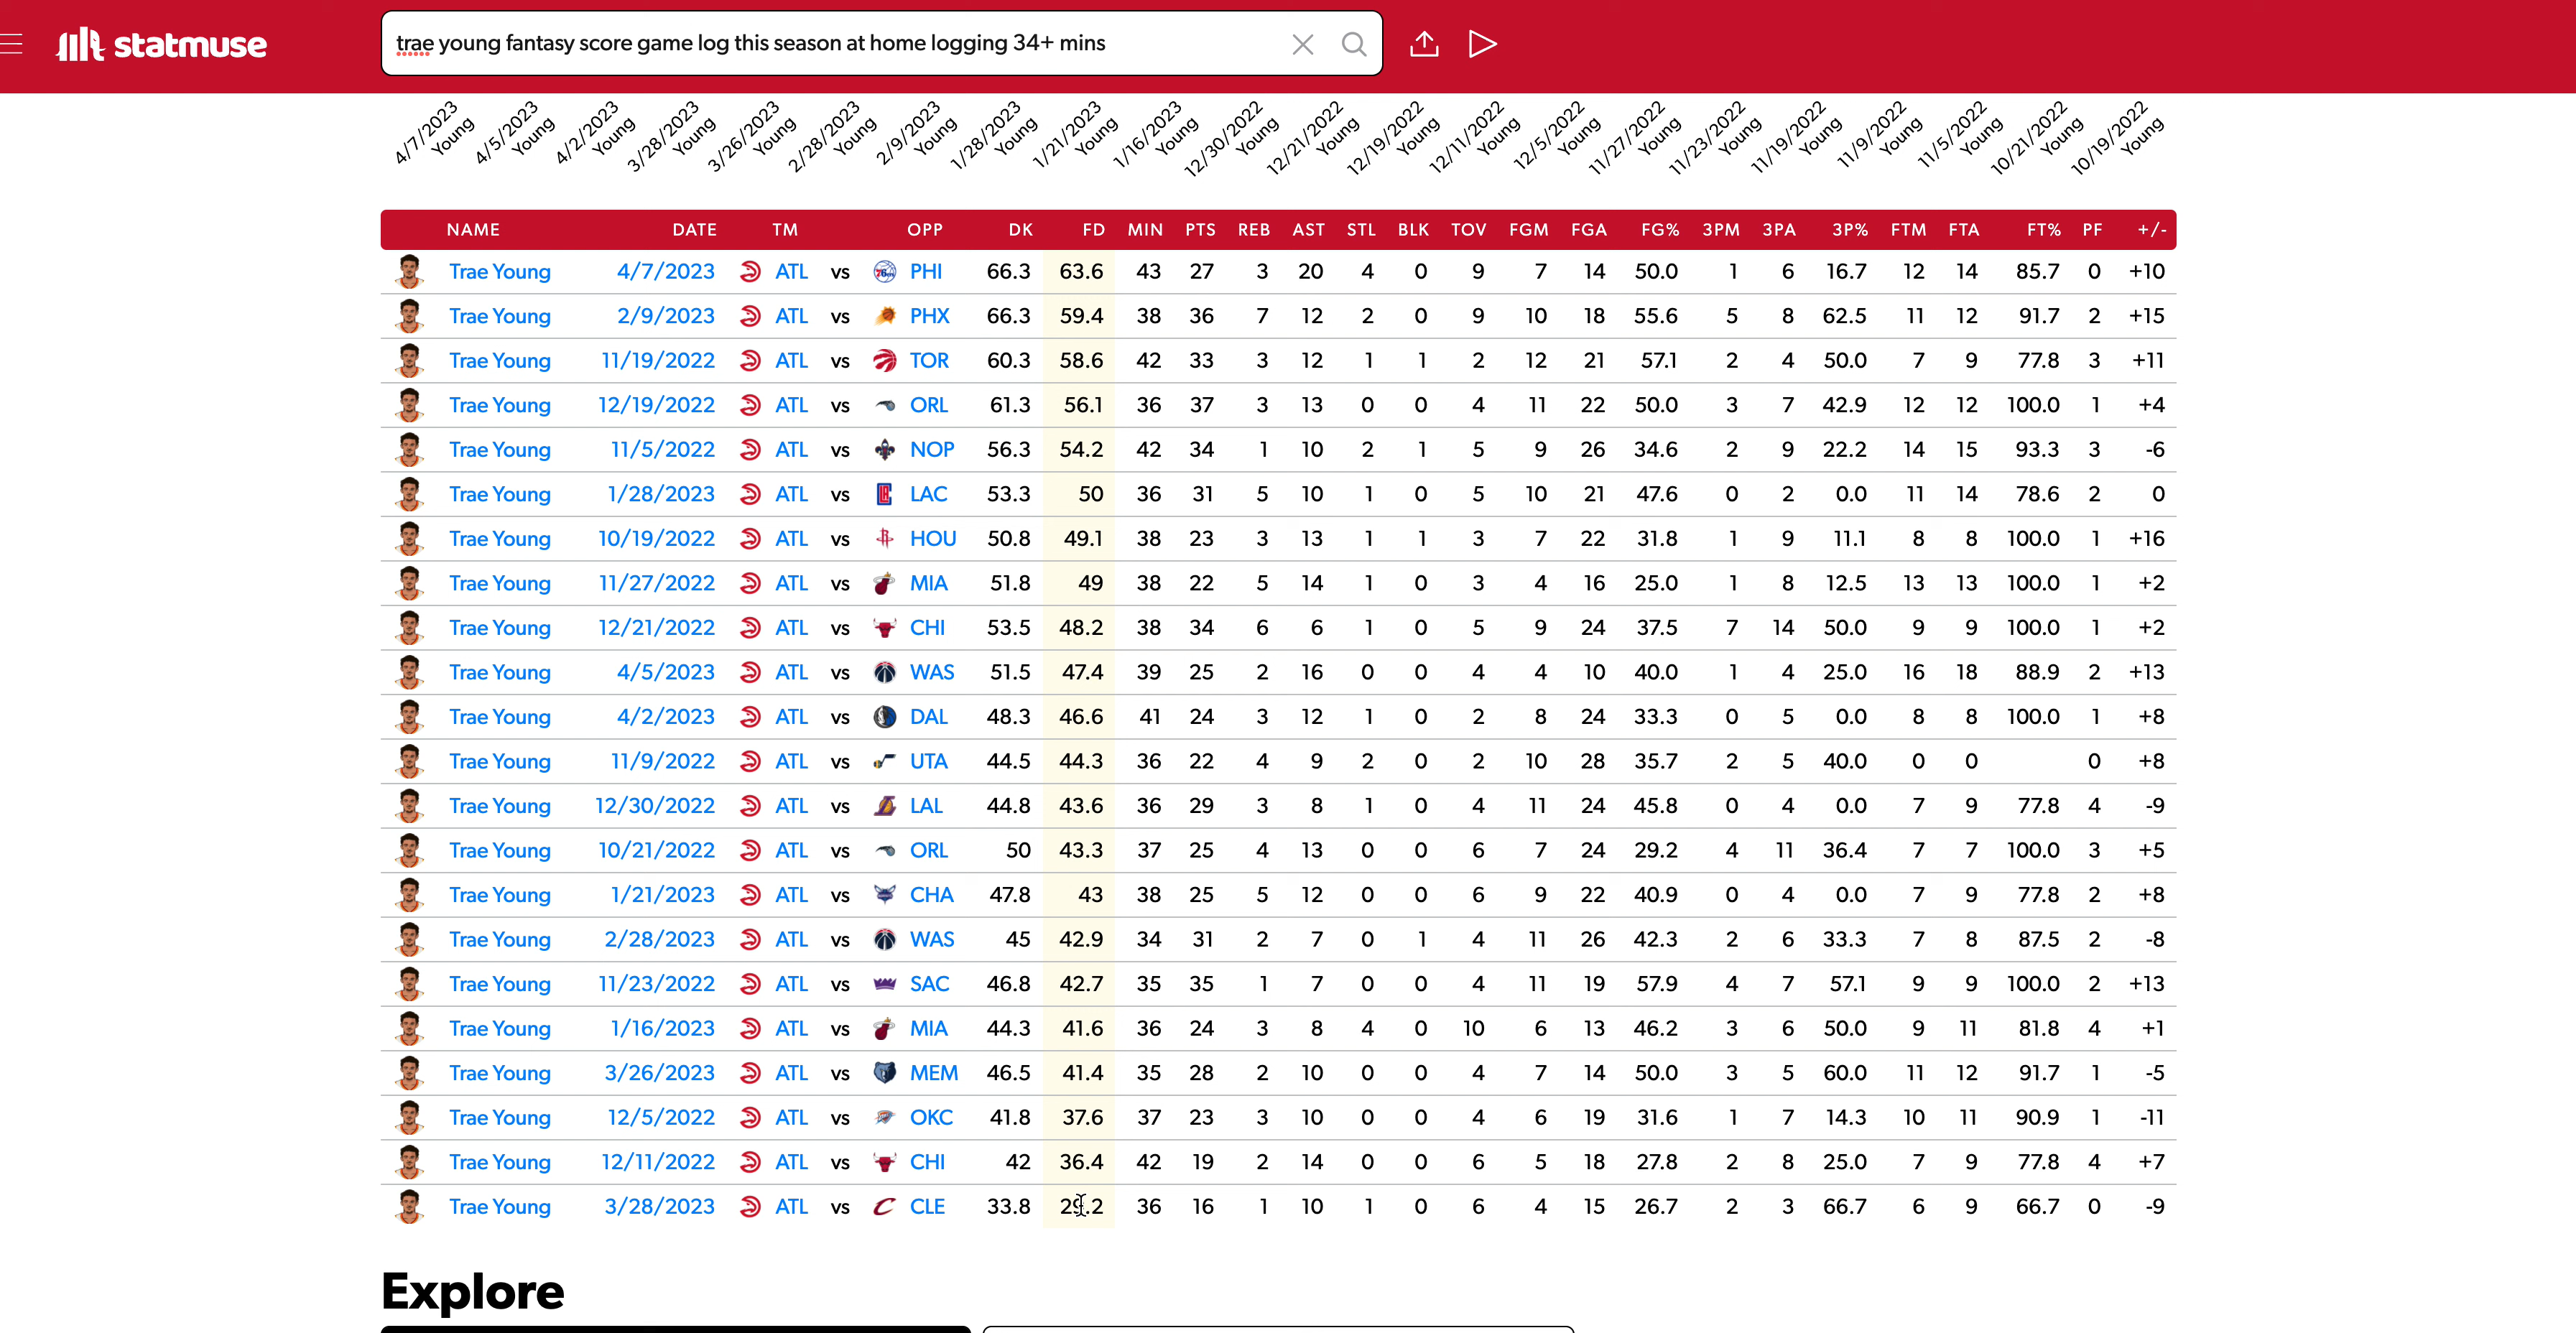 statmuse
trae young fantasy score game log this season at home logging 34+ mins
4/7/2023 Young
4/5/2023 Young
4/2/2023 Young
3/28/2023 Young
3/26/2023 Young
2/28/2023 Young
2/9/2023 Young
1/28/2023 Young
1/21/2023 Young
1/16/2023 Young
12/30/2022 Young
12/21/2022 Young
12/19/2022 Young
12/11/2022 Young
12/5/2022 Young
11/27/2022 Young
11/23/2022 Young
11/19/2022 Young
11/9/2022 Young
11/5/2022 Young
10/21/2022 Young
10/19/2022 Young
NAME DATE TM OPP DK FD MIN PTS REB AST STL BLK TOV FGM FGA FG% 3PM 3PA 3P% FTM FTA FT% PF +/-
Trae Young 4/7/2023 ATL vs PHI 66.3 63.6 43 27 3 20 4 0 9 7 14 50.0 1 6 16.7 12 14 85.7 0 +10
Trae Young 2/9/2023 ATL vs PHX 66.3 59.4 38 36 7 12 2 0 9 10 18 55.6 5 8 62.5 11 12 91.7 2 +15
Trae Young 11/19/2022 ATL vs TOR 60.3 58.6 42 33 3 12 1 1 2 12 21 57.1 2 4 50.0 7 9 77.8 3 +11
Trae Young 12/19/2022 ATL vs ORL 61.3 56.1 36 37 3 13 0 0 4 11 22 50.0 3 7 42.9 12 12 100.0 1 +4
Trae Young 11/5/2022 ATL vs NOP 56.3 54.2 42 34 1 10 2 1 5 9 26 34.6 2 9 22.2 14 15 93.3 3 -6
Trae Young 1/28/2023 ATL vs LAC 53.3 50 36 31 5 10 1 0 5 10 21 47.6 0 2 0.0 11 14 78.6 2 0
Trae Young 10/19/2022 ATL vs HOU 50.8 49.1 38 23 3 13 1 1 3 7 22 31.8 1 9 11.1 8 8 100.0 1 +16
Trae Young 11/27/2022 ATL vs MIA 51.8 49 38 22 5 14 1 0 3 4 16 25.0 1 8 12.5 13 13 100.0 1 +2
Trae Young 12/21/2022 ATL vs CHI 53.5 48.2 38 34 6 6 1 0 5 9 24 37.5 7 14 50.0 9 9 100.0 1 +2
Trae Young 4/5/2023 ATL vs WAS 51.5 47.4 39 25 2 16 0 0 4 4 10 40.0 1 4 25.0 16 18 88.9 2 +13
Trae Young 4/2/2023 ATL vs DAL 48.3 46.6 41 24 3 12 1 0 2 8 24 33.3 0 5 0.0 8 8 100.0 1 +8
Trae Young 11/9/2022 ATL vs UTA 44.5 44.3 36 22 4 9 2 0 2 10 28 35.7 2 5 40.0 0 0 0 +8
Trae Young 12/30/2022 ATL vs LAL 44.8 43.6 36 29 3 8 1 0 4 11 24 45.8 0 4 0.0 7 9 77.8 4 -9
Trae Young 10/21/2022 ATL vs ORL 50 43.3 37 25 4 13 0 0 6 7 24 29.2 4 11 36.4 7 7 100.0 3 +5
Trae Young 1/21/2023 ATL vs CHA 47.8 43 38 25 5 12 0 0 6 9 22 40.9 0 4 0.0 7 9 77.8 2 +8
Trae Young 2/28/2023 ATL vs WAS 45 42.9 34 31 2 7 0 1 4 11 26 42.3 2 6 33.3 7 8 87.5 2 -8
Trae Young 11/23/2022 ATL vs SAC 46.8 42.7 35 35 1 7 0 0 4 11 19 57.9 4 7 57.1 9 9 100.0 2 +13
Trae Young 1/16/2023 ATL vs MIA 44.3 41.6 36 24 3 8 4 0 10 6 13 46.2 3 6 50.0 9 11 81.8 4 +1
Trae Young 3/26/2023 ATL vs MEM 46.5 41.4 35 28 2 10 0 0 4 7 14 50.0 3 5 60.0 11 12 91.7 1 -5
Trae Young 12/5/2022 ATL vs OKC 41.8 37.6 37 23 3 10 0 0 4 6 19 31.6 1 7 14.3 10 11 90.9 1 -11
Trae Young 12/11/2022 ATL vs CHI 42 36.4 42 19 2 14 0 0 6 5 18 27.8 2 8 25.0 7 9 77.8 4 +7
Trae Young 3/28/2023 ATL vs CLE 33.8 29.2 36 16 1 10 1 0 6 4 15 26.7 2 3 66.7 6 9 66.7 0 -9
Explore